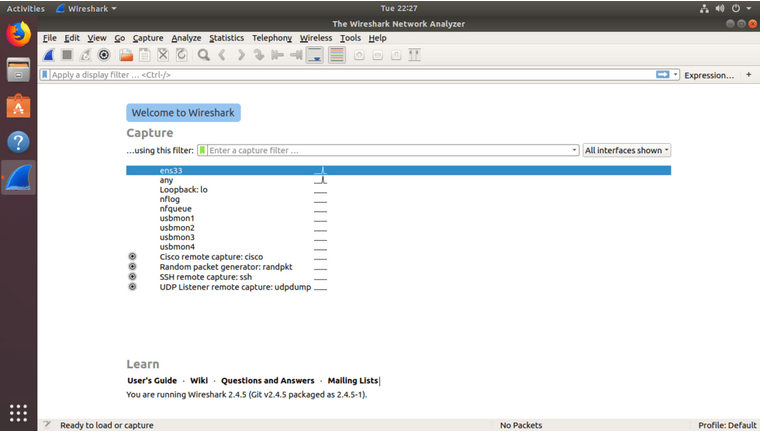 Activities Wireshark Tue 22:27
The Wireshark Network Analyzer
File Edit View Go Capture Analyze Statistics Telephony Wireless Tools Help
Apply a display filter ... <Ctrl-/> Expression... +
Welcome to Wireshark
Capture
...using this filter: Enter a capture filter ... All interfaces shown
ens33
any
Loopback: lo
nflog
nfqueue
usbmon1
usbmon2
usbmon3
usbmon4
Cisco remote capture: cisco
Random packet generator: randpkt
SSH remote capture: ssh
UDP Listener remote capture: udpdump
Learn
User's Guide · Wiki · Questions and Answers · Mailing Lists
You are running Wireshark 2.4.5 (Git v2.4.5 packaged as 2.4.5-1).
Ready to load or capture No Packets Profile: Default